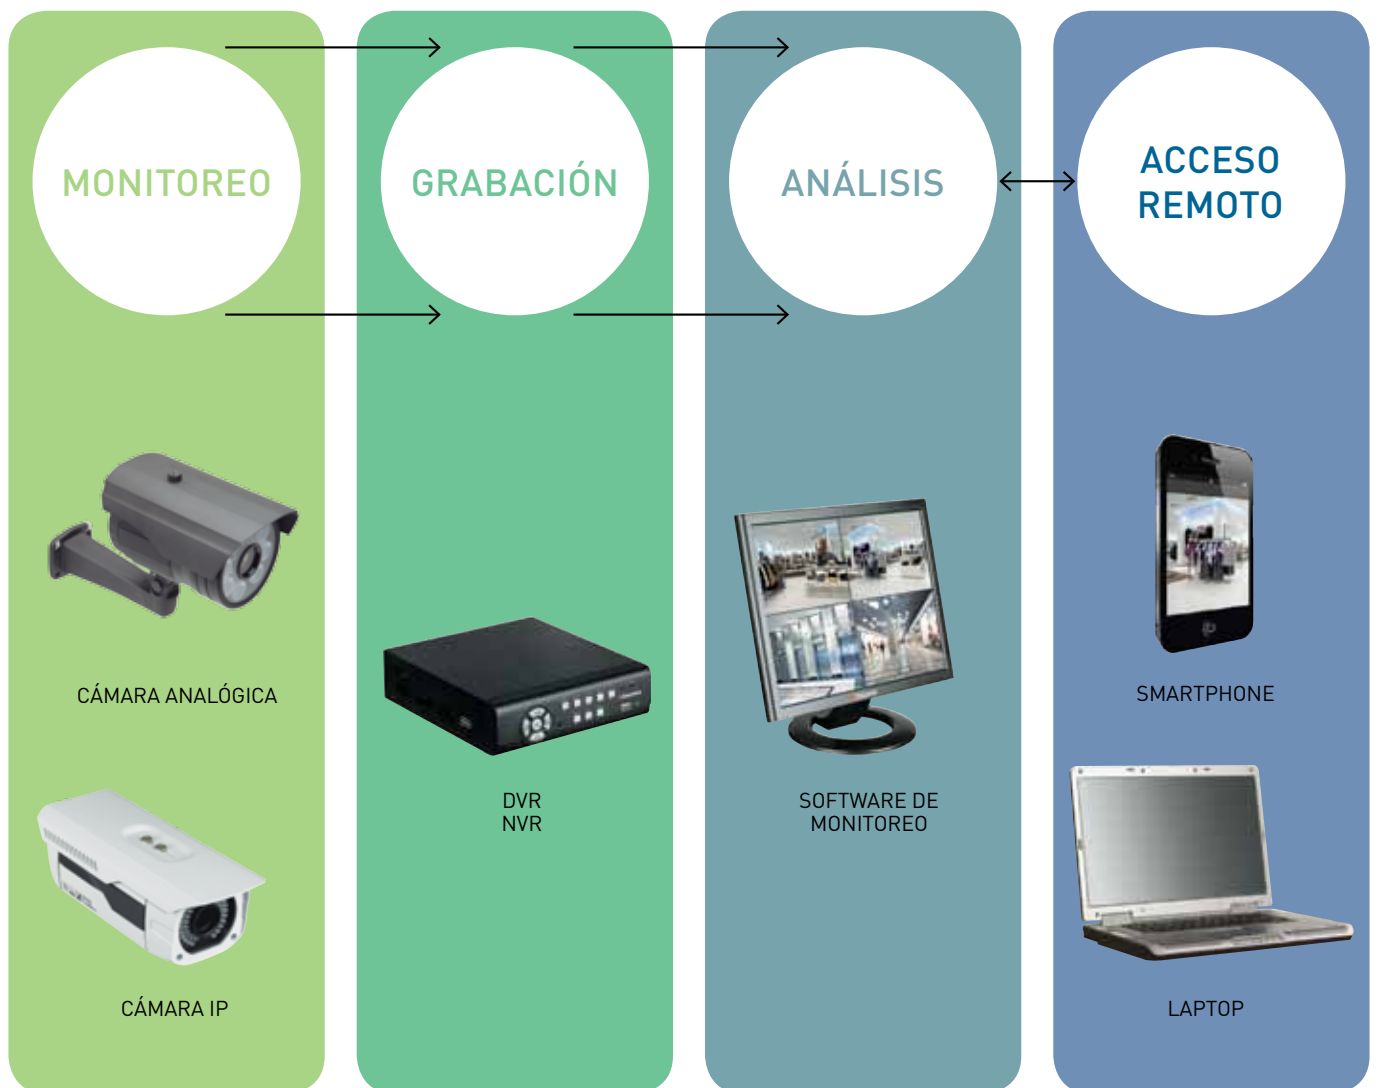 MONITOREO
GRABACIÓN
ANÁLISIS
ACCESO
REMOTO
CÁMARA ANALÓGICA
CÁMARA IP
DVR
NVR
SOFTWARE DE
MONITOREO
SMARTPHONE
LAPTOP